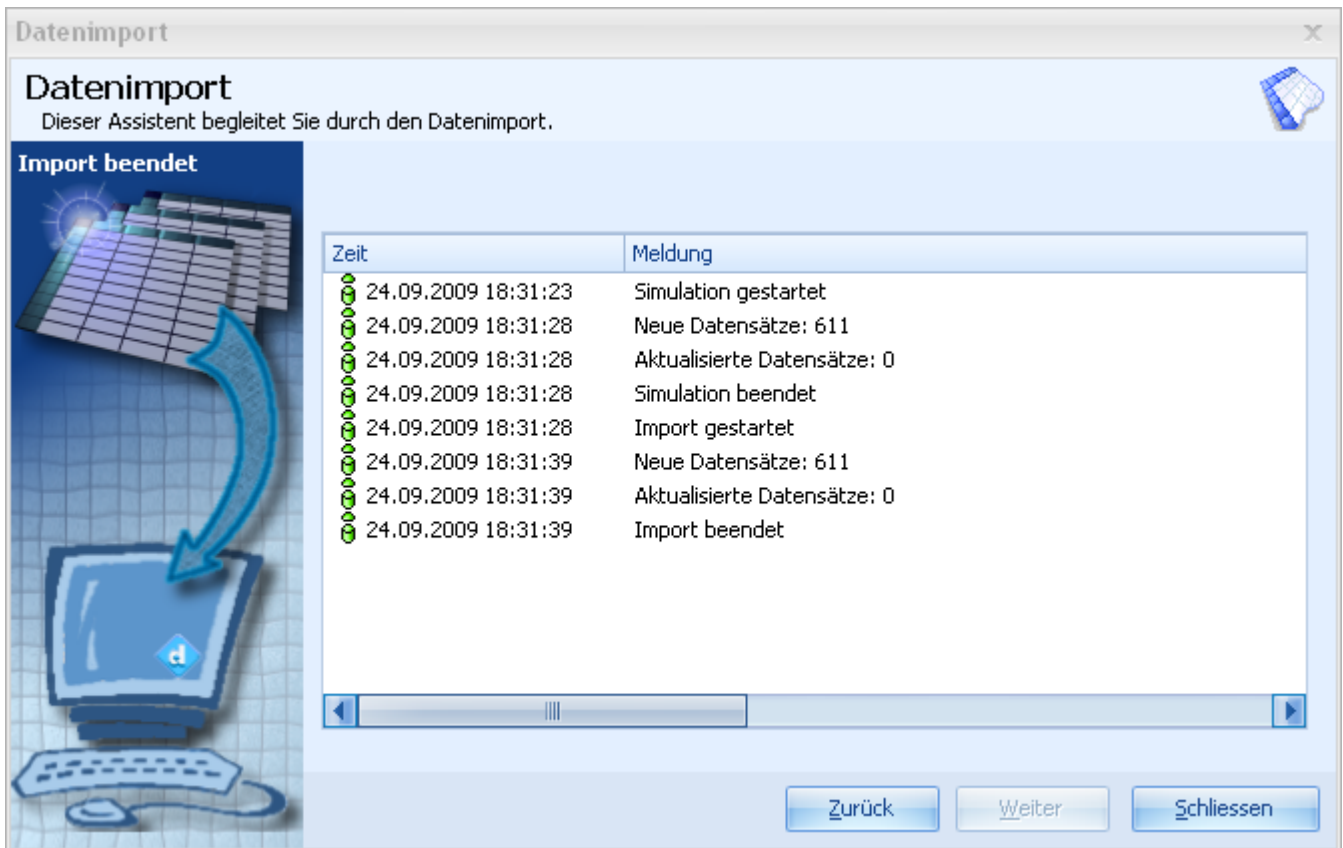 Datenimport
Datenimport
Dieser Assistent begleitet Sie durch den Datenimport.
Import beendet
Zeit Meldung
24.09.2009 18:31:23 Simulation gestartet
24.09.2009 18:31:28 Neue Datensätze: 611
24.09.2009 18:31:28 Aktualisierte Datensätze: 0
24.09.2009 18:31:28 Simulation beendet
24.09.2009 18:31:28 Import gestartet
24.09.2009 18:31:39 Neue Datensätze: 611
24.09.2009 18:31:39 Aktualisierte Datensätze: 0
24.09.2009 18:31:39 Import beendet
d
Zurück Weiter Schliessen